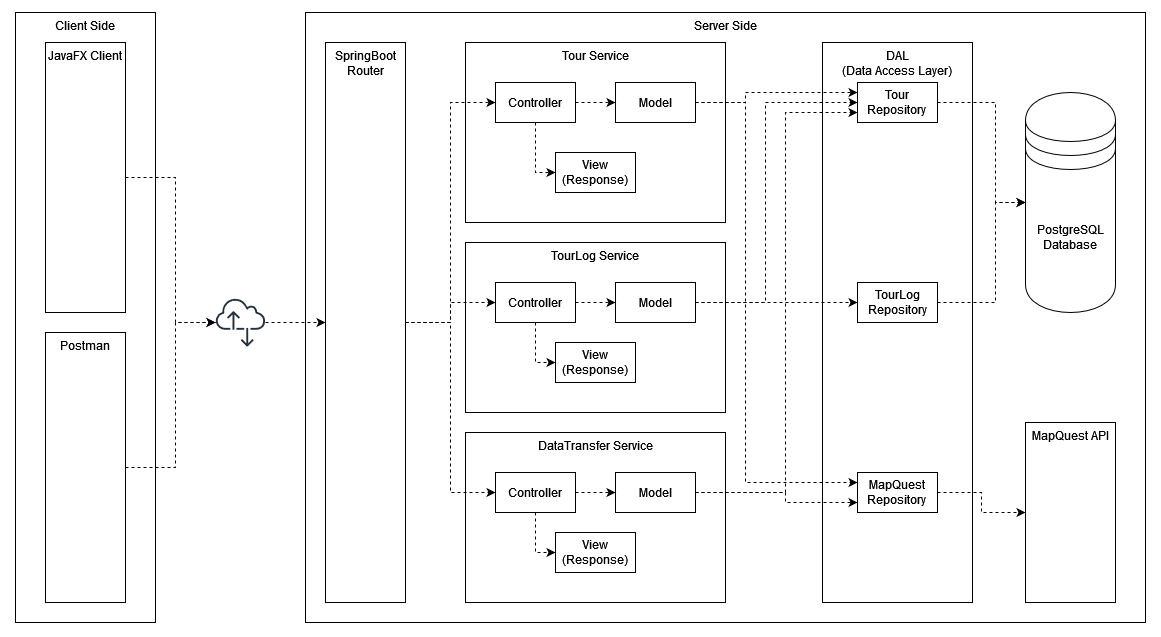 Client Side
JavaFX Client
Postman
Server Side
SpringBoot
Router
Tour Service
Controller
Model
View
(Response)
TourLog Service
Controller
Model
View
(Response)
DataTransfer Service
Controller
Model
View
(Response)
DAL
(Data Access Layer)
Tour
Repository
TourLog
Repository
MapQuest
Repository
PostgreSQL
Database
MapQuest API